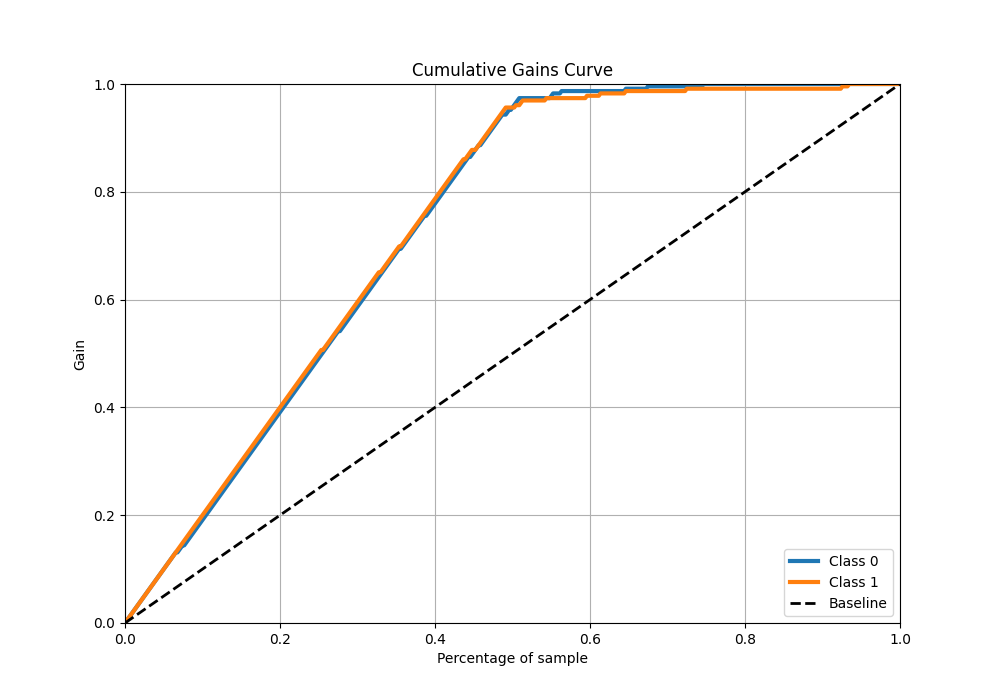 Cumulative Gains Curve
1.0
0.8
0.6
0.4
0.2
0.0
Gain
0.0 0.2 0.4 0.6 0.8 1.0
Percentage of sample
Class 0
Class 1
Baseline